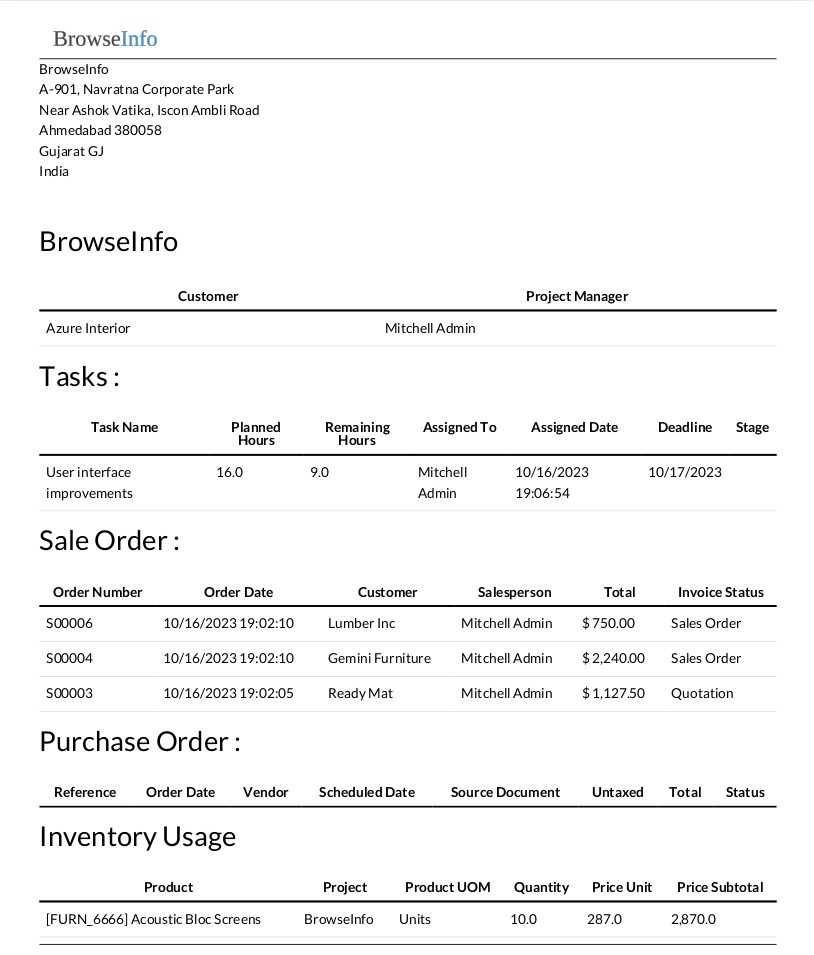 BrowseInfo
BrowseInfo
A-901, Navratna Corporate Park
Near Ashok Vatika, Iscon Ambli Road
Ahmedabad 380058
Gujarat GJ
India
BrowseInfo
Customer Project Manager
Azure Interior Mitchell Admin
Tasks :
Task Name Planned Hours Remaining Hours Assigned To Assigned Date Deadline Stage
User interface improvements 16.0 9.0 Mitchell Admin 10/16/2023 19:06:54 10/17/2023
Sale Order :
Order Number Order Date Customer Salesperson Total Invoice Status
S00006 10/16/2023 19:02:10 Lumber Inc Mitchell Admin $ 750.00 Sales Order
S00004 10/16/2023 19:02:10 Gemini Furniture Mitchell Admin $ 2,240.00 Sales Order
S00003 10/16/2023 19:02:05 Ready Mat Mitchell Admin $ 1,127.50 Quotation
Purchase Order :
Reference Order Date Vendor Scheduled Date Source Document Untaxed Total Status
Inventory Usage
Product Project Product UOM Quantity Price Unit Price Subtotal
[FURN_6666] Acoustic Bloc Screens BrowseInfo Units 10.0 287.0 2,870.0